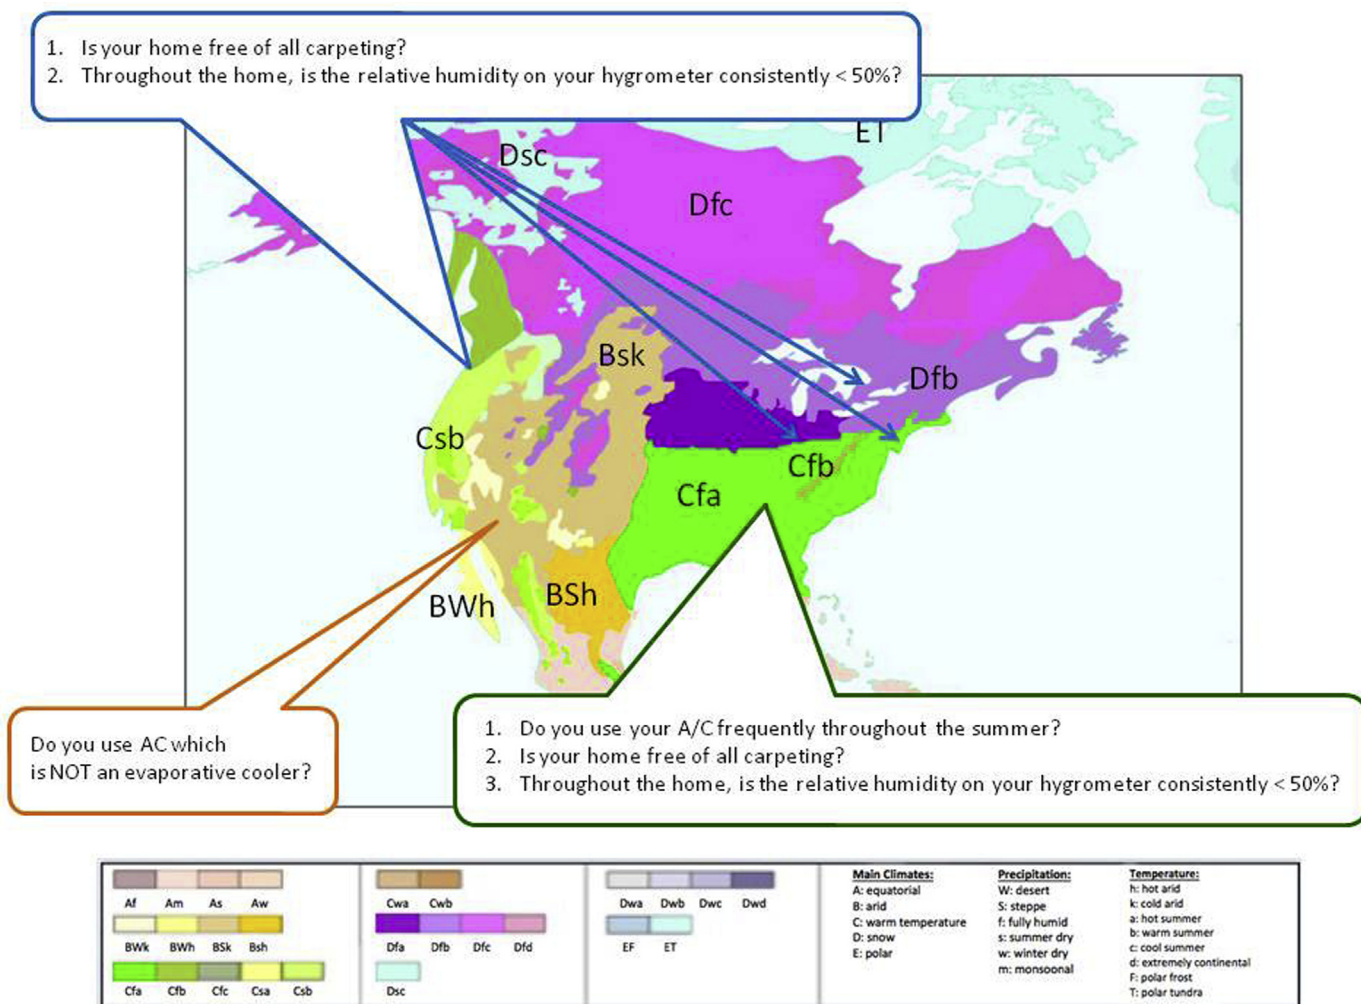 1. Is your home free of all carpeting?
2. Throughout the home, is the relative humidity on your hygrometer consistently < 50%?
ET
Dsc
Dfc
Bsk
Dfb
Csb
Cfb
Cfa
BSh
BWh
Do you use AC which
is NOT an evaporative cooler?
1. Do you use your A/C frequently throughout the summer?
2. Is your home free of all carpeting?
3. Throughout the home, is the relative humidity on your hygrometer consistently < 50%?
Af Am As Aw
BWk BWh BSk Bsh
Cfa Cfb Cfc Csa Csb
Cwa Cwb
Dfa Dfb Dfc Dfd
Dsc
Dwa Dwb Dwc Dwd
EF ET
Main Climates:
A: equatorial
B: arid
C: warm temperature
D: snow
E: polar
Precipitation:
W: desert
S: steppe
f: fully humid
s: summer dry
w: winter dry
m: monsoonal
Temperature:
h: hot arid
k: cold arid
a: hot summer
b: warm summer
c: cool summer
d: extremely continental
F: polar frost
T: polar tundra